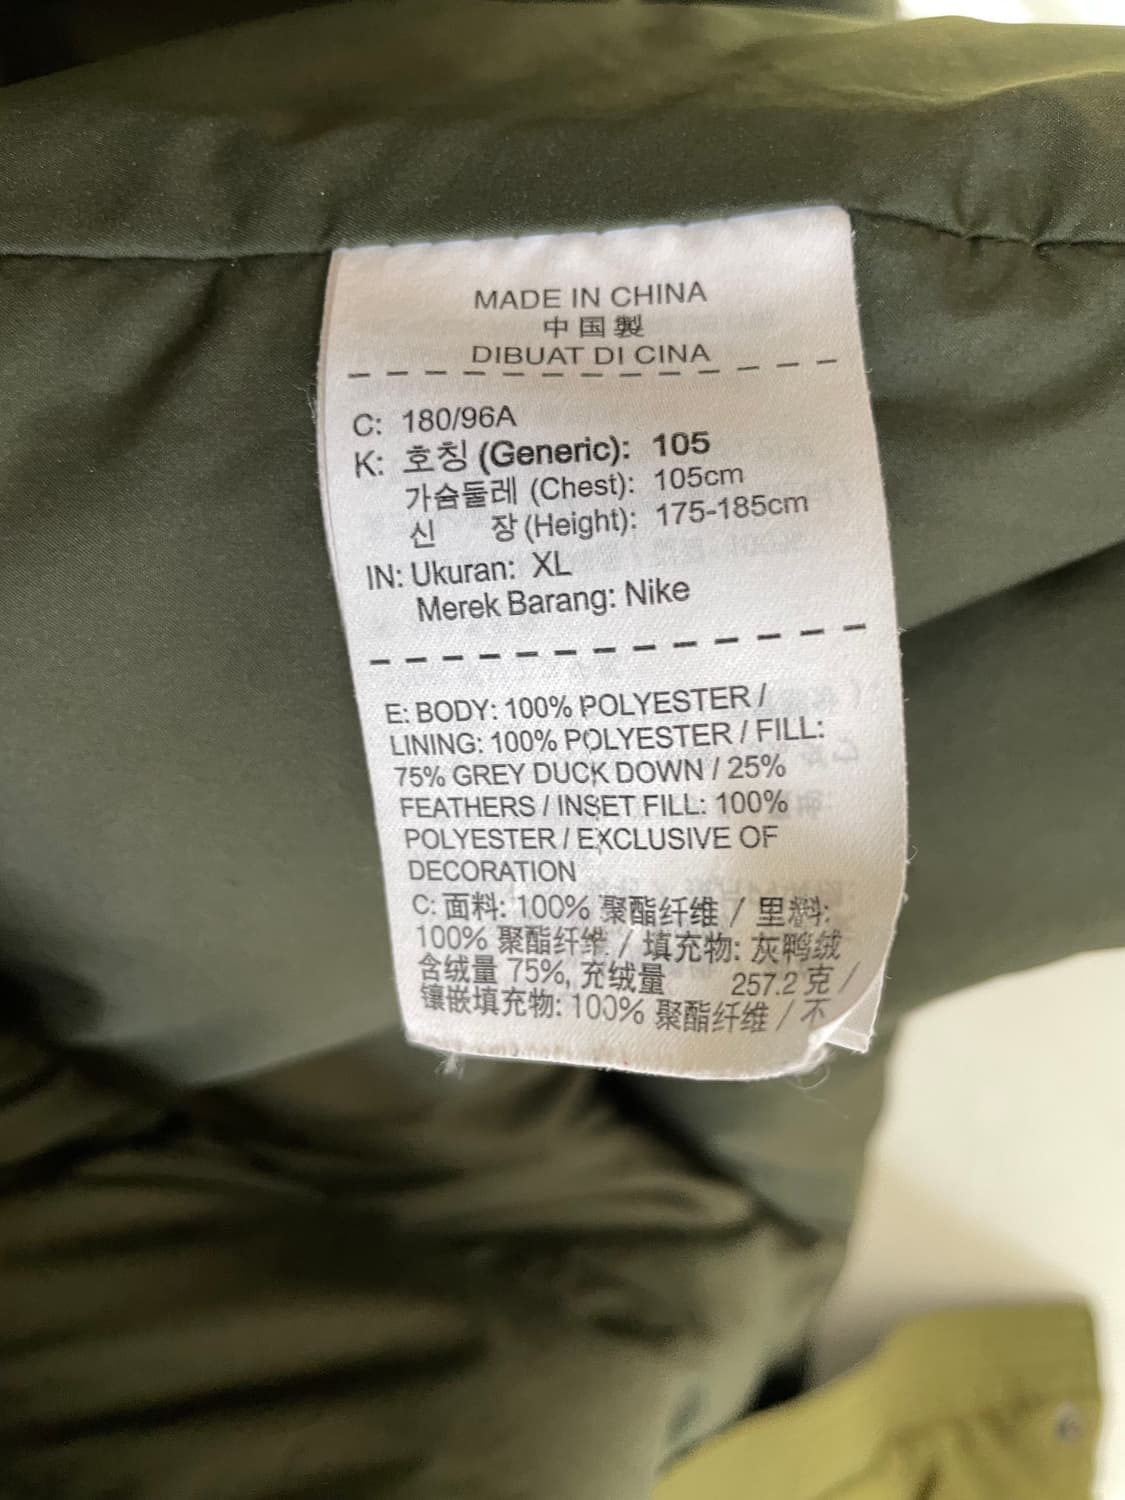 MADE IN CHINA
中国製
DIBUAT DI CINA
C: 180/96A
K: 호칭 (Generic): 105
가슴둘레 (Chest): 105cm
신 장 (Height): 175-185cm
IN: Ukuran: XL
Merek Barang: Nike
E: BODY: 100% POLYESTER /
LINING: 100% POLYESTER / FILL:
75% GREY DUCK DOWN / 25%
FEATHERS / INSET FILL: 100%
POLYESTER / EXCLUSIVE OF
DECORATION
C: 面料: 100% 聚酯纤维 / 里料:
100% 聚酯纤维 / 填充物: 灰鸭绒
含绒量 75%, 充绒量 257.2 克 /
镶嵌填充物: 100% 聚酯纤维 / 不